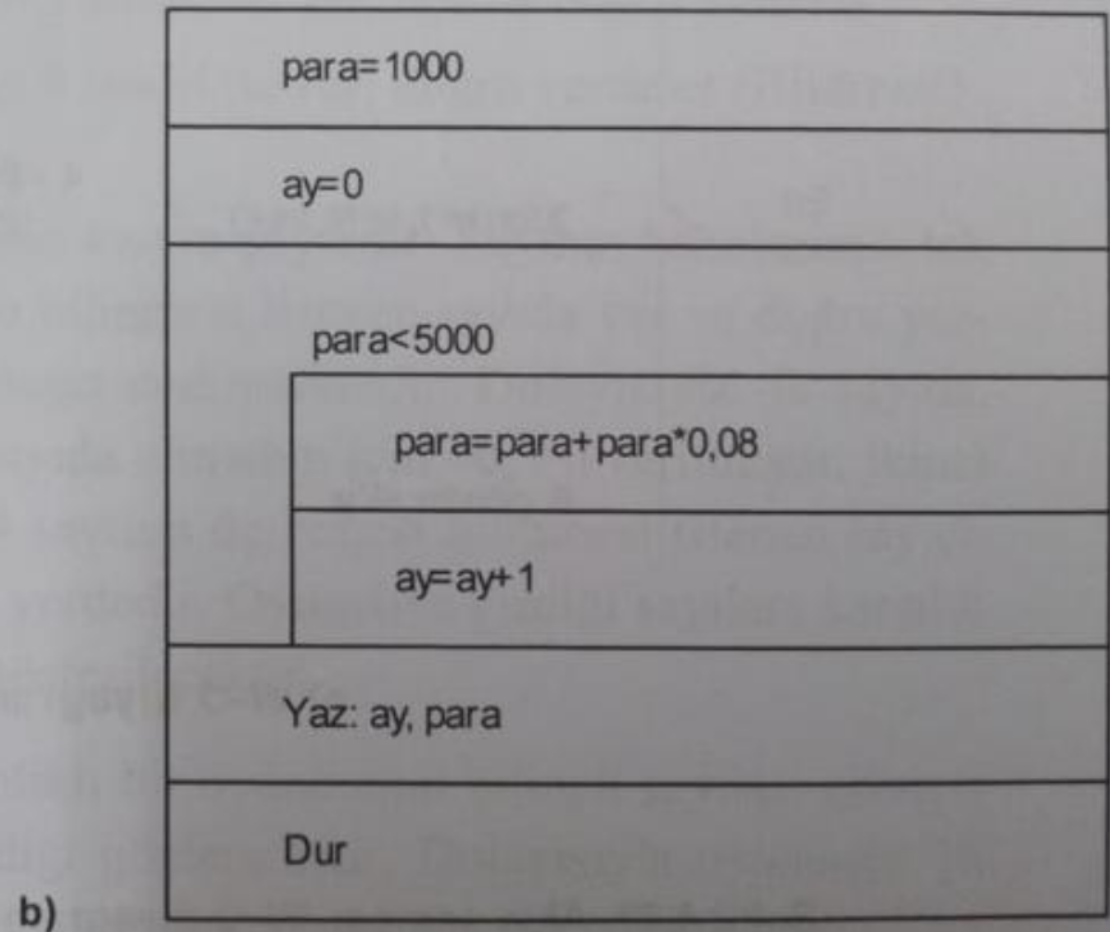 para=1000
ay=0
para<5000
para=para+para*0,08
ay=ay+1
Yaz: ay, para
Dur
b)